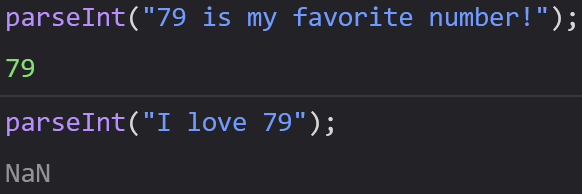 parseInt("79 is my favorite number!");
79
parseInt("I love 79");
NaN